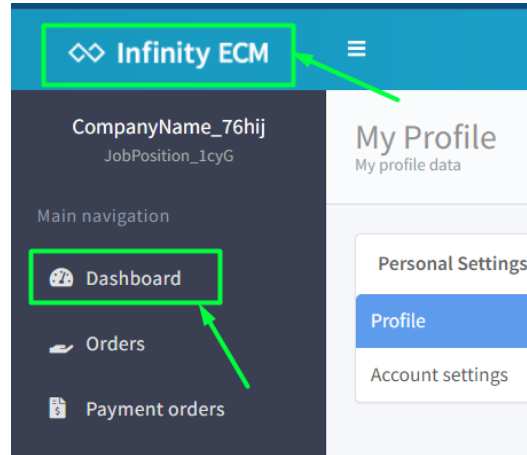 Infinity ECM
CompanyName_76hij
JobPosition_1cyG
Main navigation
Dashboard
Orders
Payment orders
My Profile
My profile data
Personal Settings
Profile
Account settings